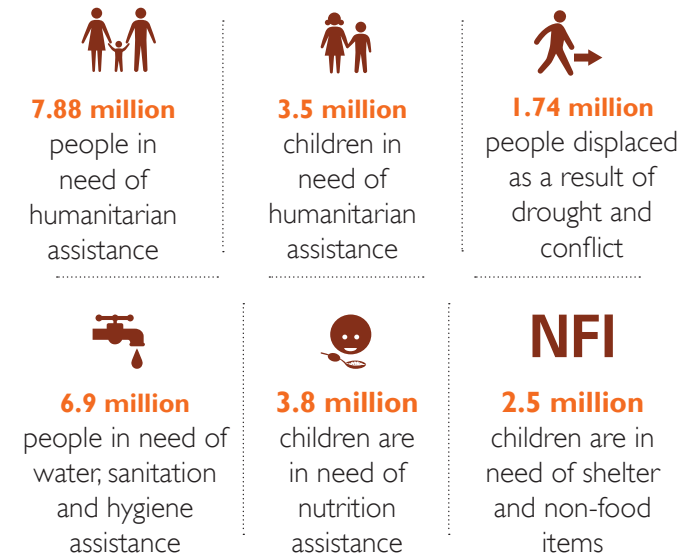 7.88 million
people in
need of
humanitarian
assistance
3.5 million
children in
need of
humanitarian
assistance
1.74 million
people displaced
as a result of
drought and
conflict
6.9 million
people in need of
water, sanitation
and hygiene
assistance
3.8 million
children are
in need of
nutrition
assistance
NFI
2.5 million
children are in
need of shelter
and non-food
items